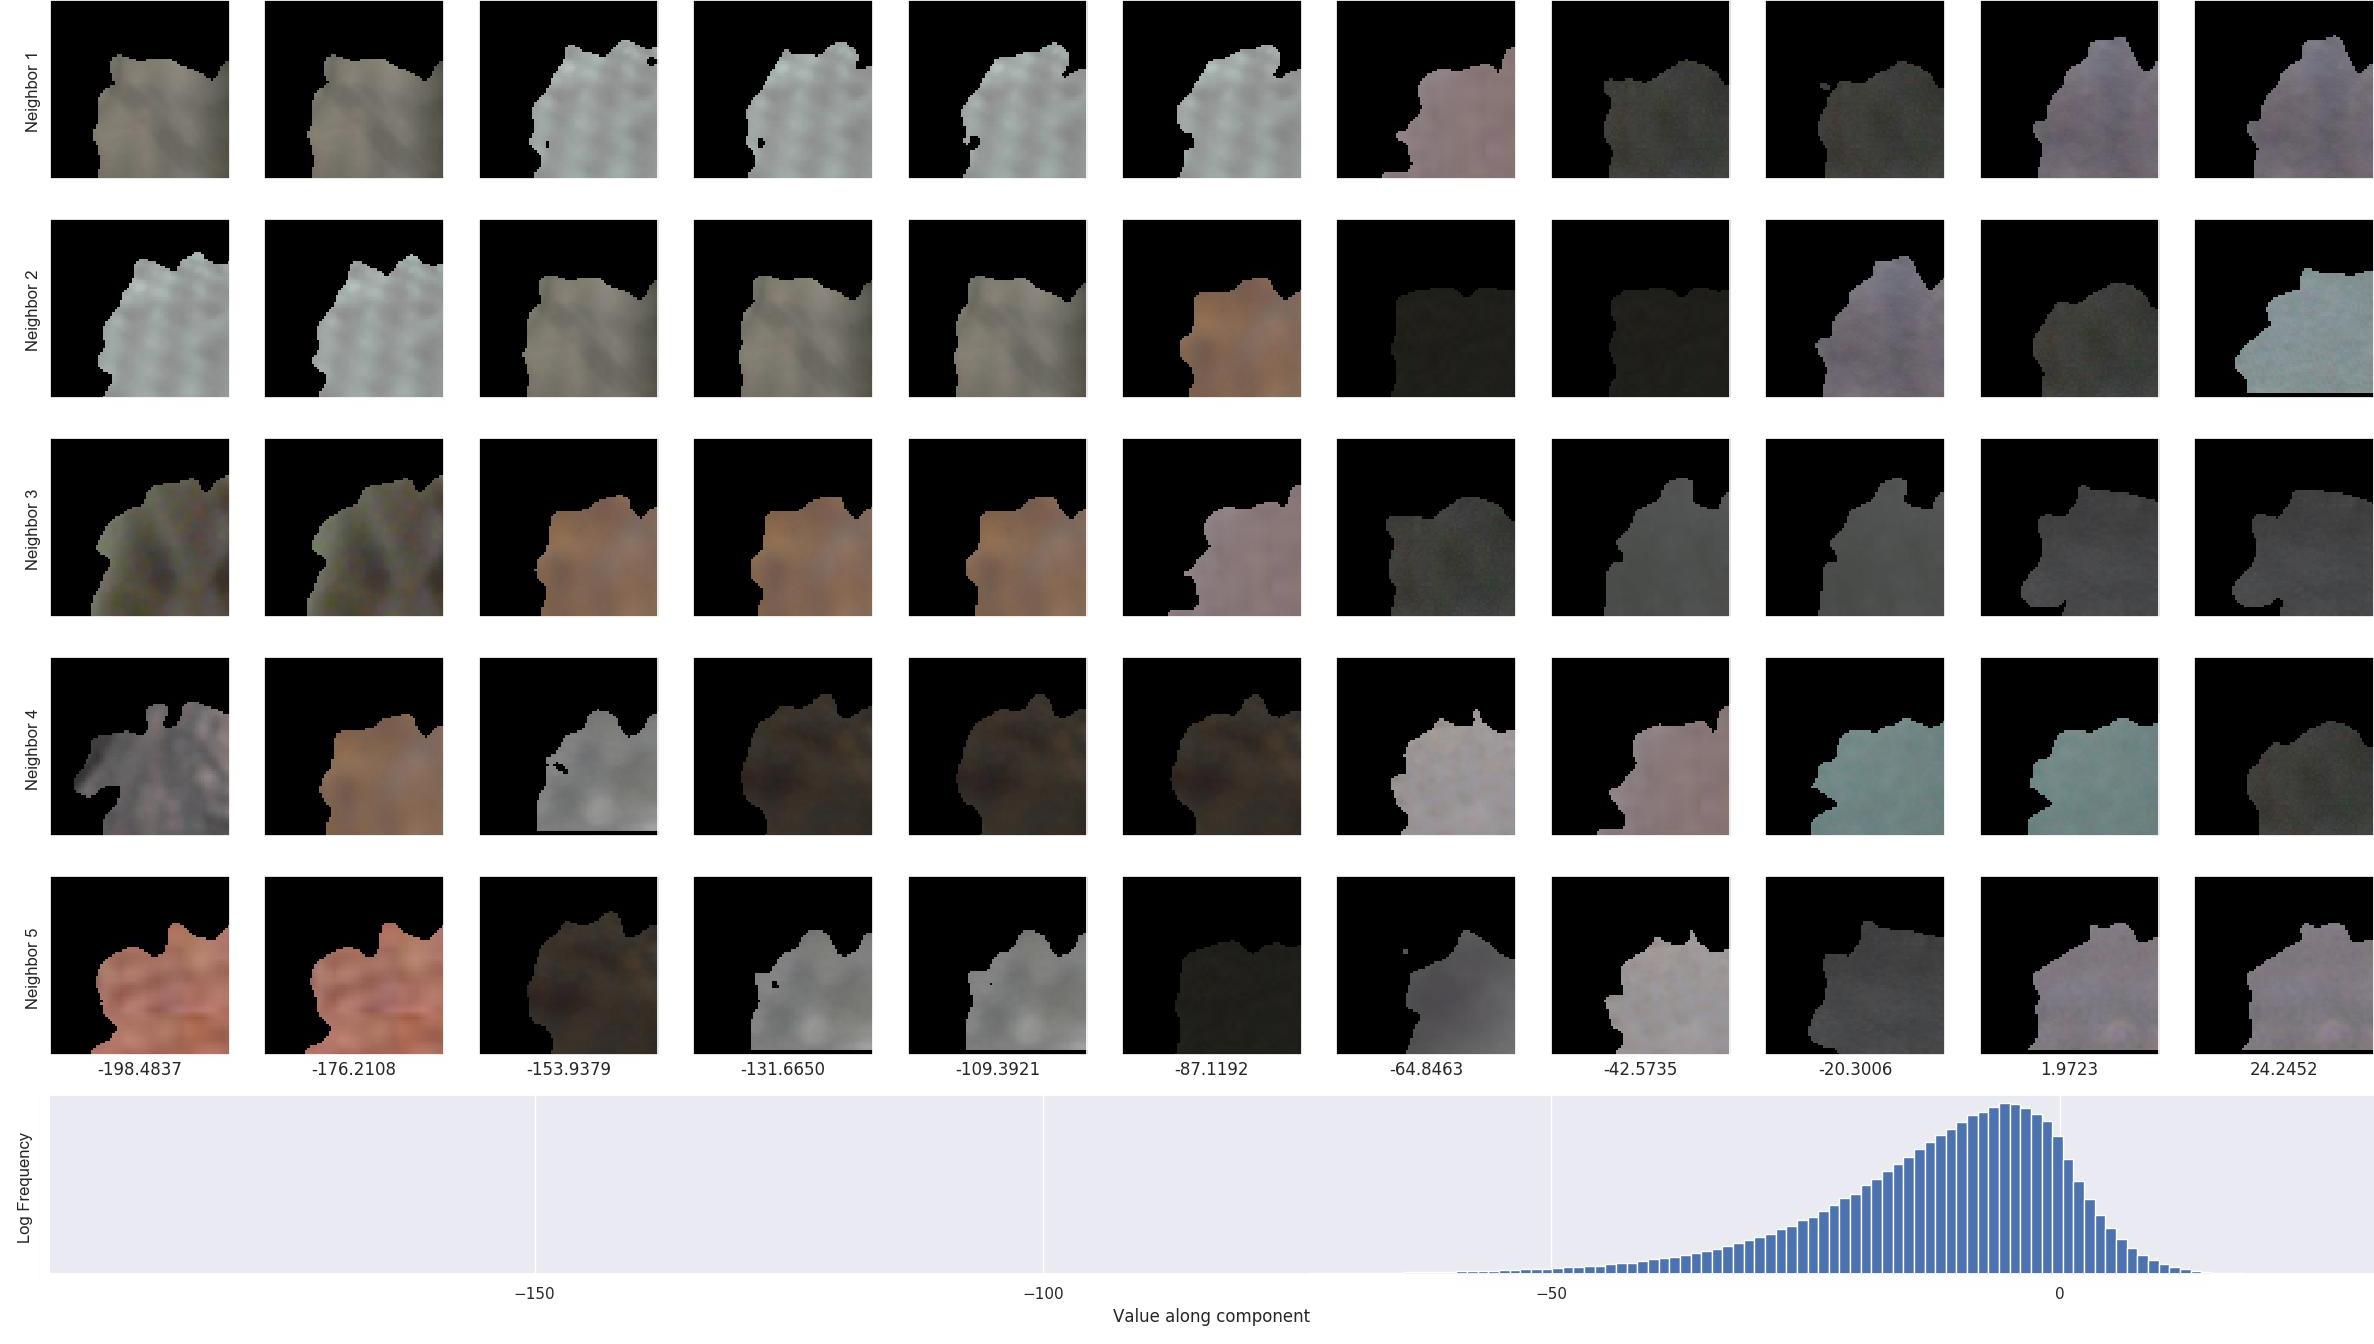 Neighbor 1
Neighbor 2
Neighbor 3
Neighbor 4
Neighbor 5
-198.4837 -176.2108 -153.9379 -131.6650 -109.3921 -87.1192 -64.8463 -42.5735 -20.3006 1.9723 24.2452
Log Frequency
−150 −100 −50 0
Value along component